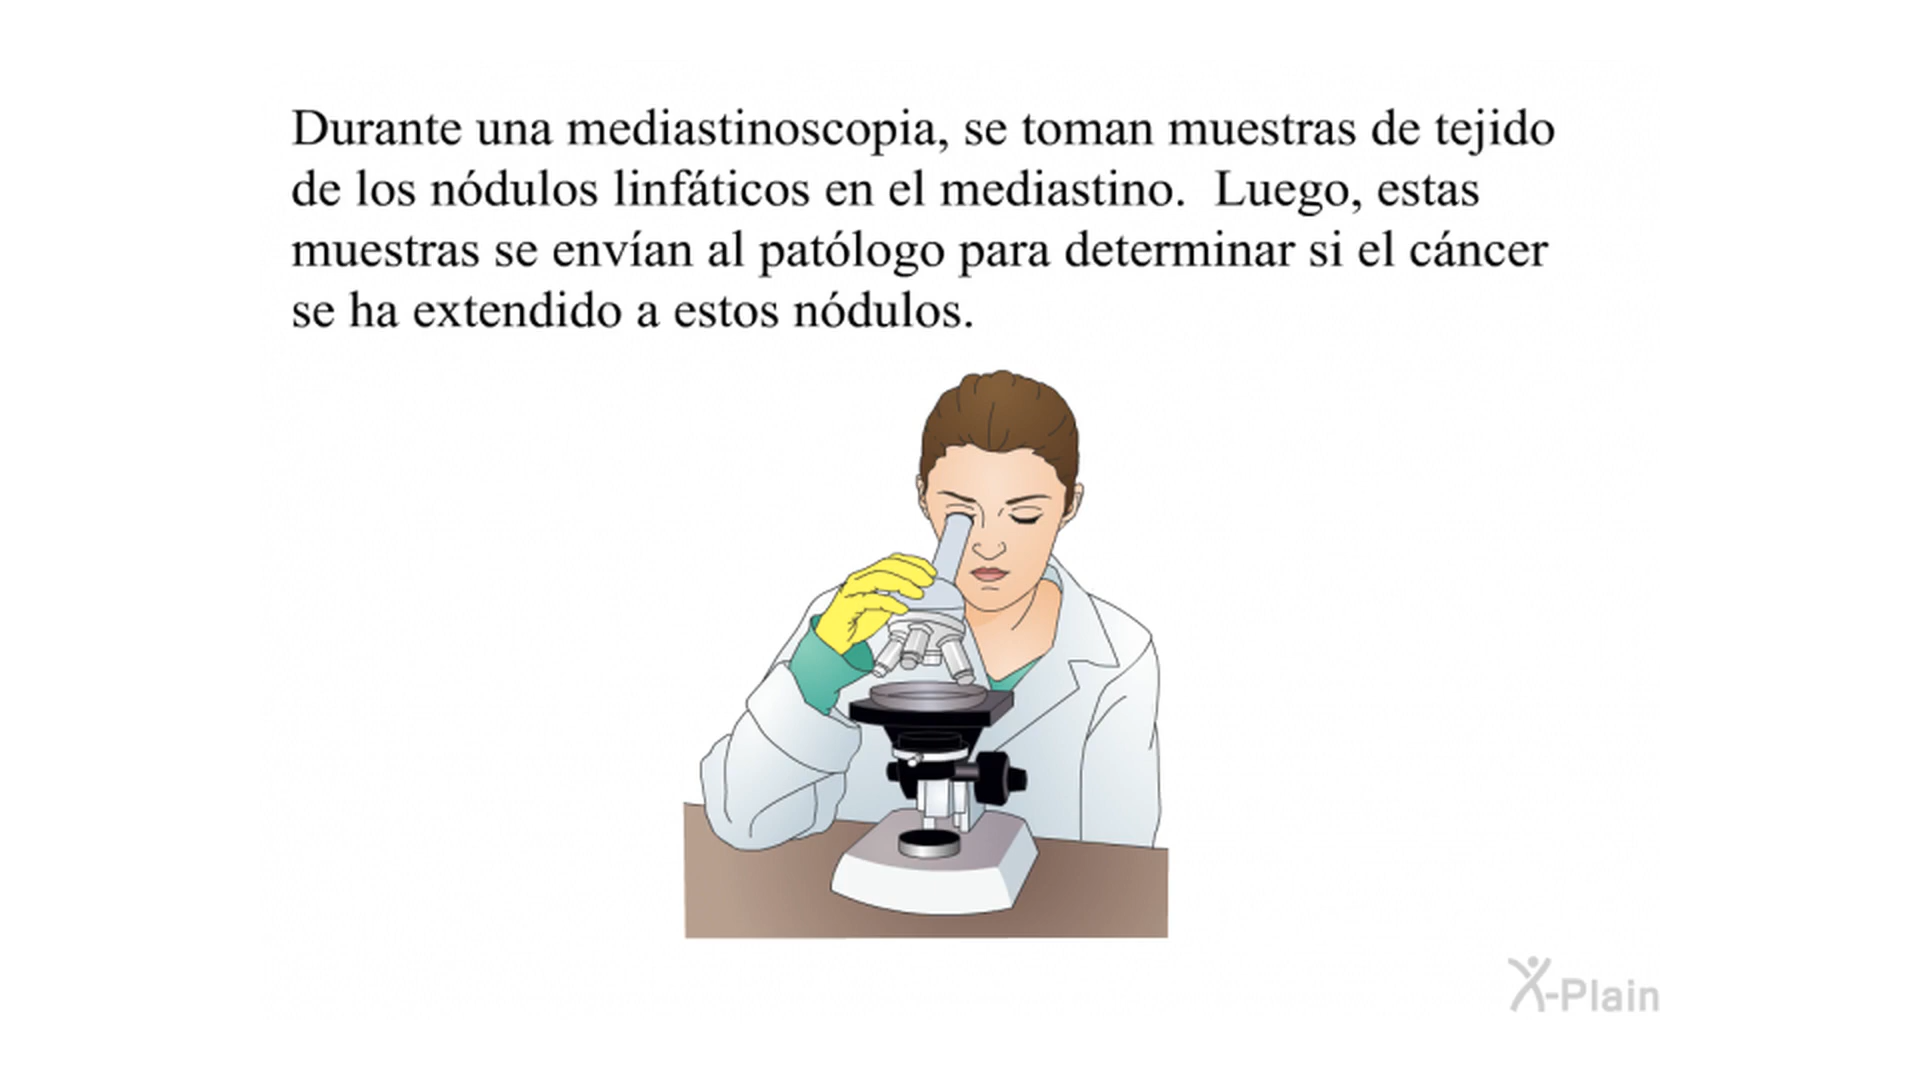 Durante una mediastinoscopia, se toman muestras de tejido
de los nódulos linfáticos en el mediastino.  Luego, estas
muestras se envían al patólogo para determinar si el cáncer
se ha extendido a estos nódulos.
X-Plain